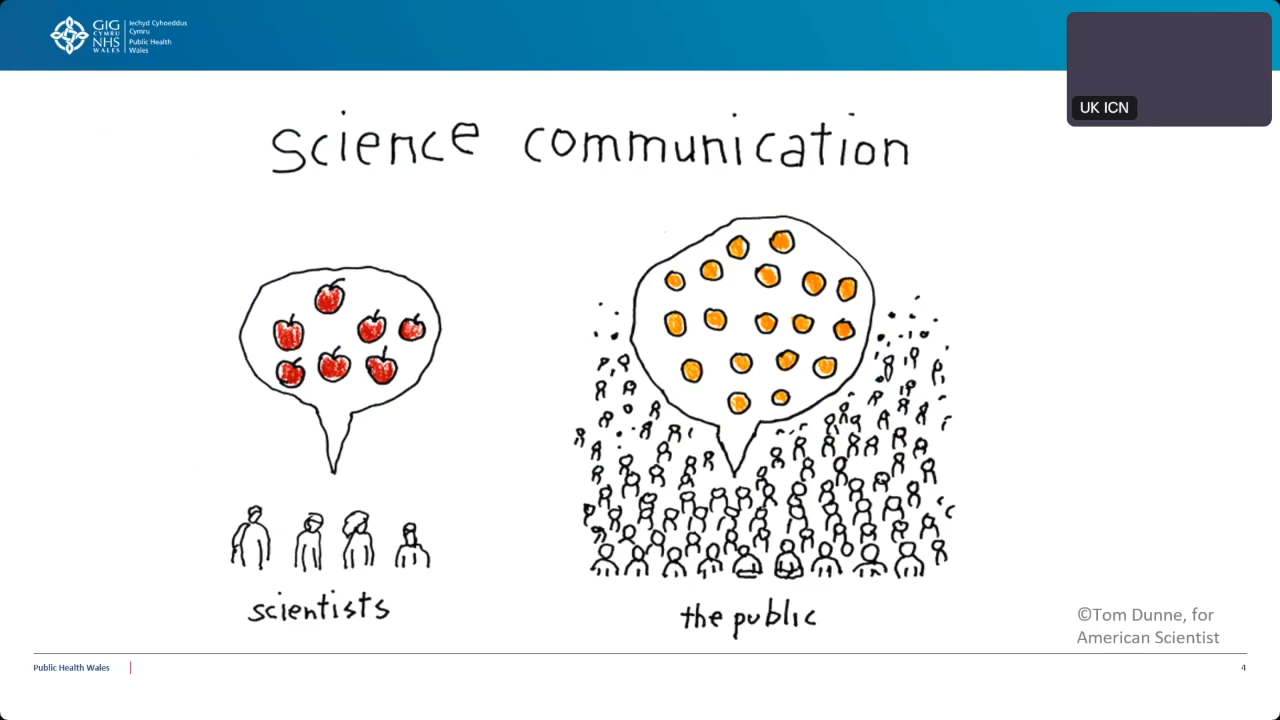 GIG
CYMRU
NHS
WALES
Iechyd Cyhoeddus
Cymru
Public Health
Wales
UK ICN
science communication
scientists
the public
©Tom Dunne, for
American Scientist
Public Health Wales
4